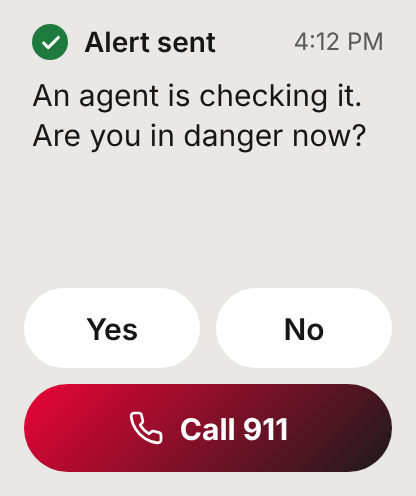 Alert sent 4:12 PM
An agent is checking it.
Are you in danger now?
Yes No
Call 911